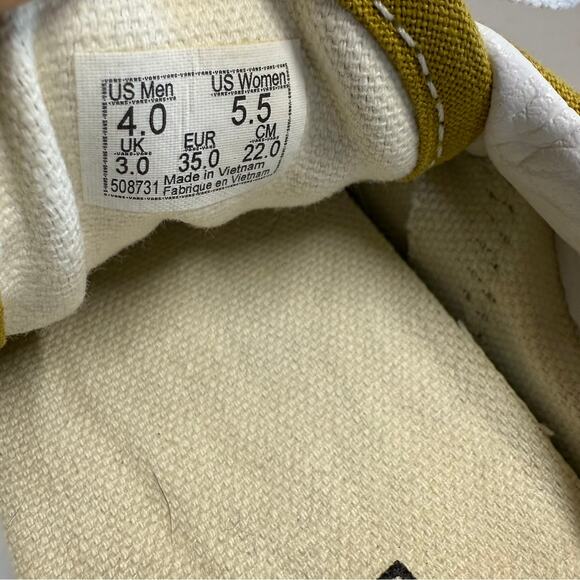 US Men US Women
4.0 5.5
UK EUR CM
3.0 35.0 22.0
508731 Made in Vietnam
Fabrique en Vietnam